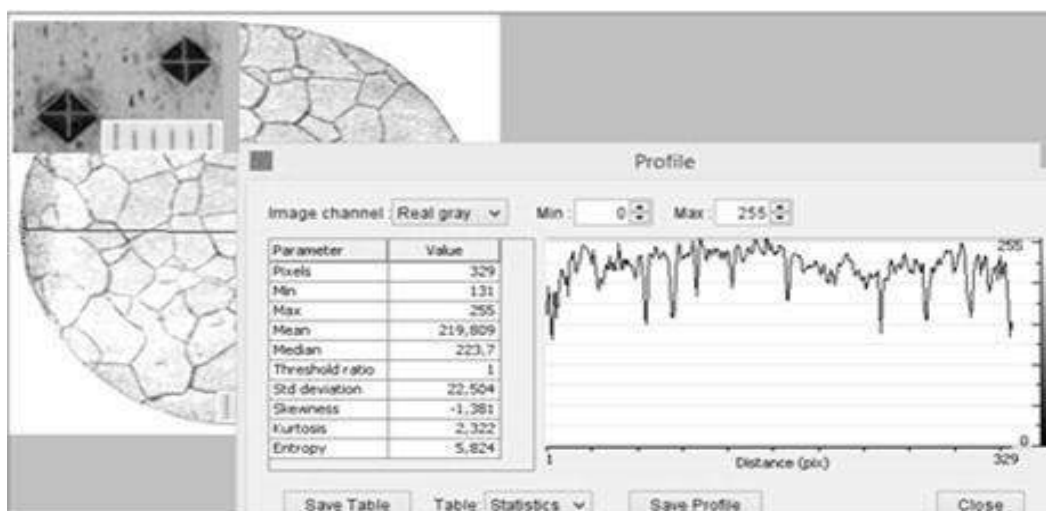 Profile
Image channel: Real gray Min: 0 Max: 255
Parameter Value
Pixels 329
Min 131
Max 255
Mean 219,809
Median 223,7
Threshold ratio 1
Std deviation 22,504
Skewness -1,381
Kurtosis 2,322
Entropy 5,824
255
0
1 Distance (pix) 329
Save Table Table: Statistics Save Profile Close